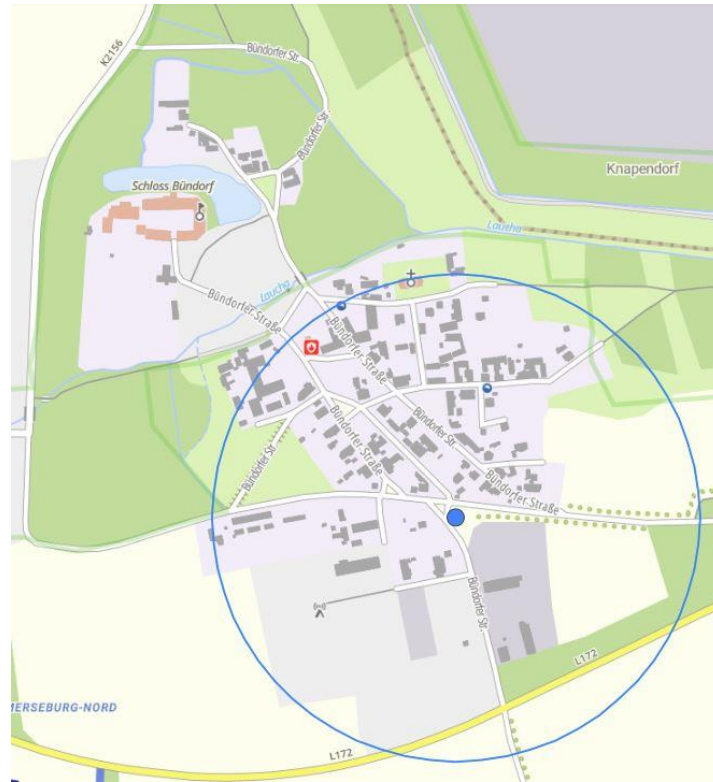 K2156
Bündorfer Str.
Bündorfer Str.
Knapendorf
Schloss Bündorf
Laucha
Laucha
Bündorfer Straße
Bündorfer Straße
Bündorfer Straße
Bündorfer Str.
Bündorfer Str.
Bündorfer Straße
Bündorfer Str.
L172
MERSEBURG-NORD
L172